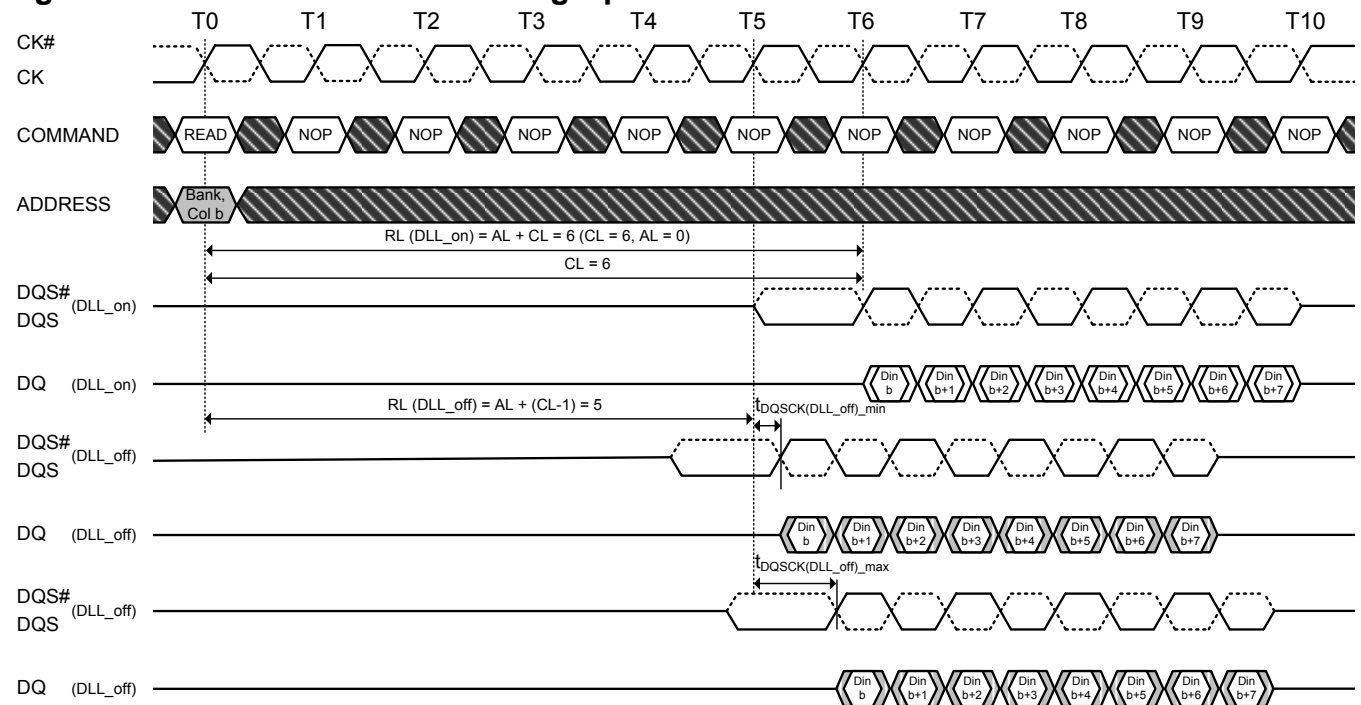 T0 T1 T2 T3 T4 T5 T6 T7 T8 T9 T10
CK#
CK
COMMAND READ NOP NOP NOP NOP NOP NOP NOP NOP NOP NOP
ADDRESS Bank,
Col b
RL (DLL_on) = AL + CL = 6 (CL = 6, AL = 0)
CL = 6
DQS# (DLL_on)
DQS
DQ (DLL_on) Din b Din b+1 Din b+2 Din b+3 Din b+4 Din b+5 Din b+6 Din b+7
RL (DLL_off) = AL + (CL-1) = 5
tDQSCK(DLL_off)_min
DQS# (DLL_off)
DQS
DQ (DLL_off) Din b Din b+1 Din b+2 Din b+3 Din b+4 Din b+5 Din b+6 Din b+7
tDQSCK(DLL_off)_max
DQS# (DLL_off)
DQS
DQ (DLL_off) Din b Din b+1 Din b+2 Din b+3 Din b+4 Din b+5 Din b+6 Din b+7